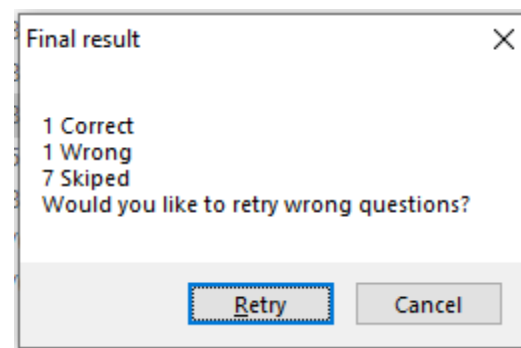 Final result
1 Correct
1 Wrong
7 Skiped
Would you like to retry wrong questions?
Retry Cancel